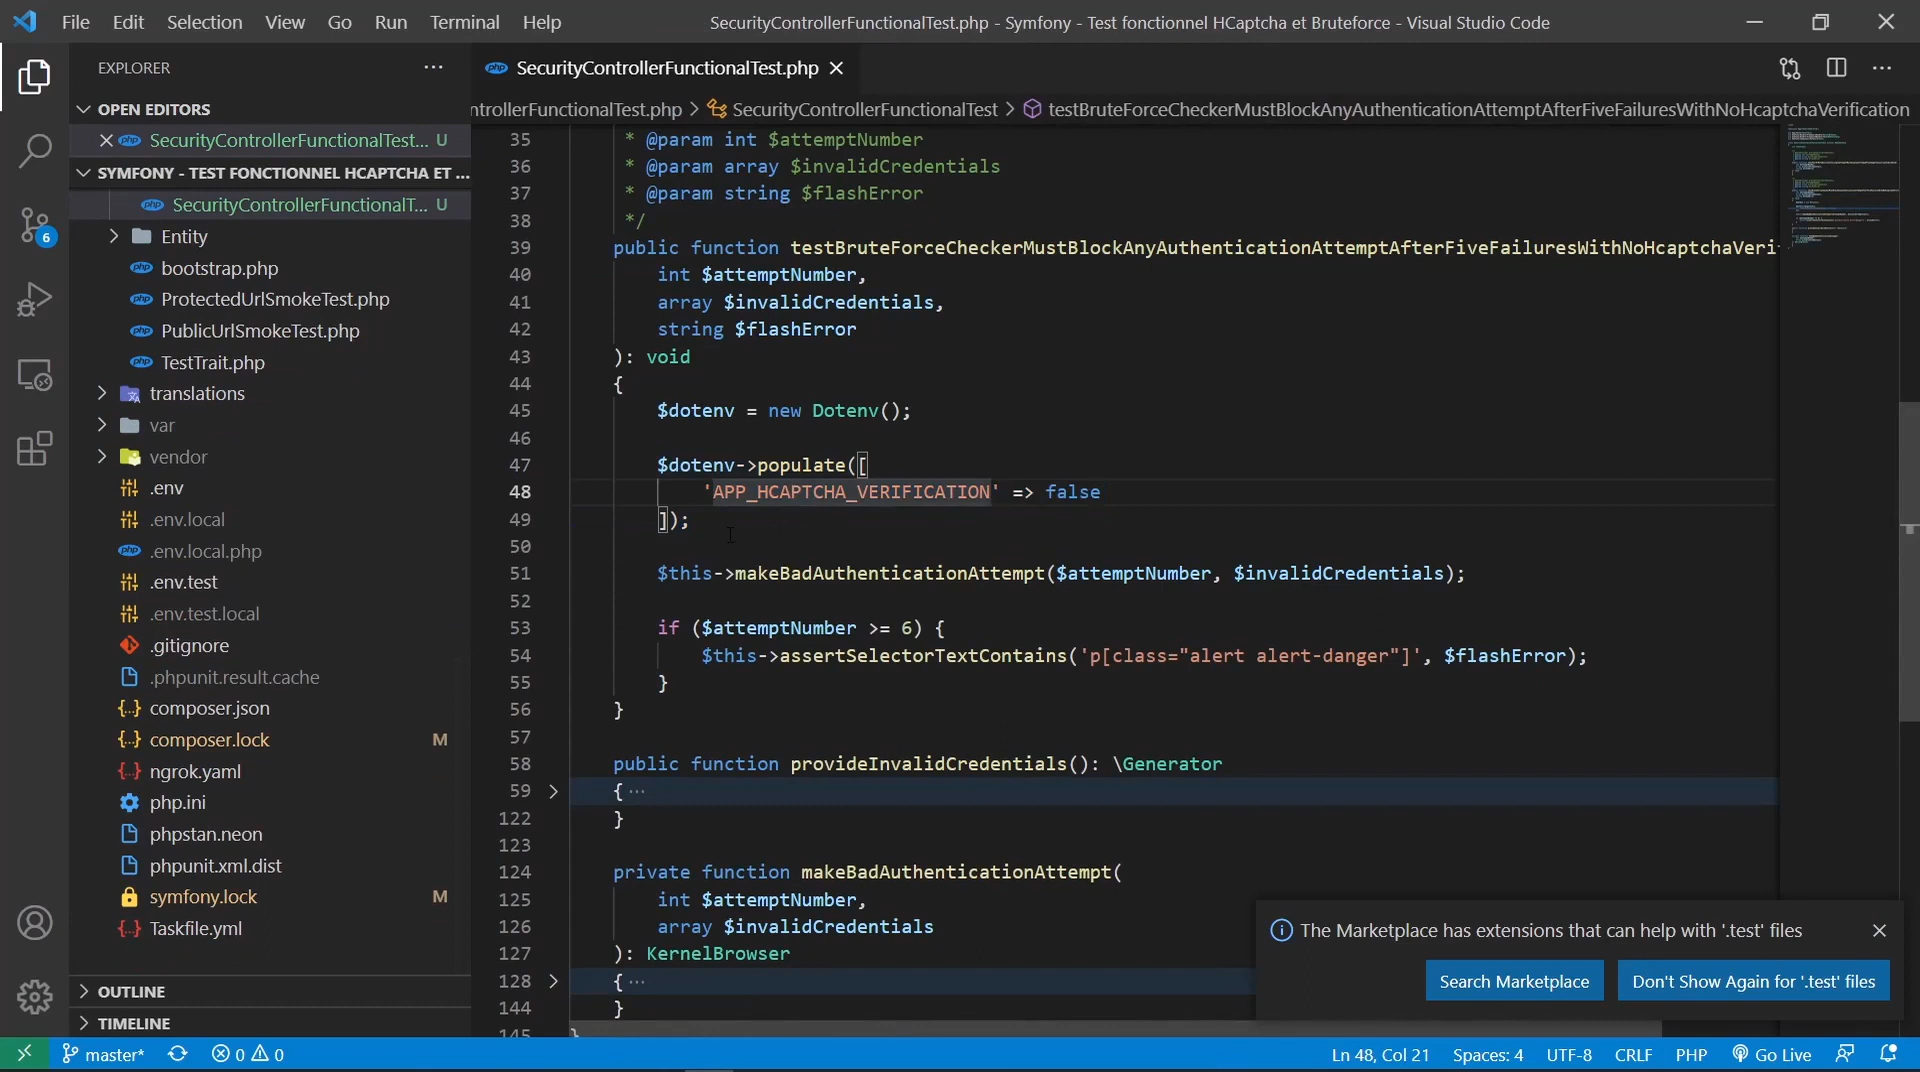 File Edit Selection View Go Run Terminal Help
SecurityControllerFunctionalTest.php - Symfony - Test fonctionnel HCaptcha et Bruteforce - Visual Studio Code
EXPLORER
OPEN EDITORS
SecurityControllerFunctionalTest... U
SYMFONY - TEST FONCTIONNEL HCAPTCHA ET ...
SecurityControllerFunctionalT... U
Entity
bootstrap.php
ProtectedUrlSmokeTest.php
PublicUrlSmokeTest.php
TestTrait.php
translations
var
vendor
.env
.env.local
.env.local.php
.env.test
.env.test.local
.gitignore
.phpunit.result.cache
composer.json
composer.lock M
ngrok.yaml
php.ini
phpstan.neon
phpunit.xml.dist
symfony.lock M
Taskfile.yml
OUTLINE
TIMELINE
6
SecurityControllerFunctionalTest.php
ntrollerFunctionalTest.php > SecurityControllerFunctionalTest > testBruteForceCheckerMustBlockAnyAuthenticationAttemptAfterFiveFailuresWithNoHcaptchaVerification
35 * @param int $attemptNumber
36 * @param array $invalidCredentials
37 * @param string $flashError
38 */
39 public function testBruteForceCheckerMustBlockAnyAuthenticationAttemptAfterFiveFailuresWithNoHcaptchaVeri
40 int $attemptNumber,
41 array $invalidCredentials,
42 string $flashError
43 ): void
44 {
45 $dotenv = new Dotenv();
46
47 $dotenv->populate([
48 'APP_HCAPTCHA_VERIFICATION' => false
49 ]);
50
51 $this->makeBadAuthenticationAttempt($attemptNumber, $invalidCredentials);
52
53 if ($attemptNumber >= 6) {
54 $this->assertSelectorTextContains('p[class="alert alert-danger"]', $flashError);
55 }
56 }
57
58 public function provideInvalidCredentials(): \Generator
59 { ...
122 }
123
124 private function makeBadAuthenticationAttempt(
125 int $attemptNumber,
126 array $invalidCredentials
127 ): KernelBrowser
128 { ...
144 }
145 }
The Marketplace has extensions that can help with '.test' files
Search Marketplace Don't Show Again for '.test' files
master* 0 0 Ln 48, Col 21 Spaces: 4 UTF-8 CRLF PHP Go Live